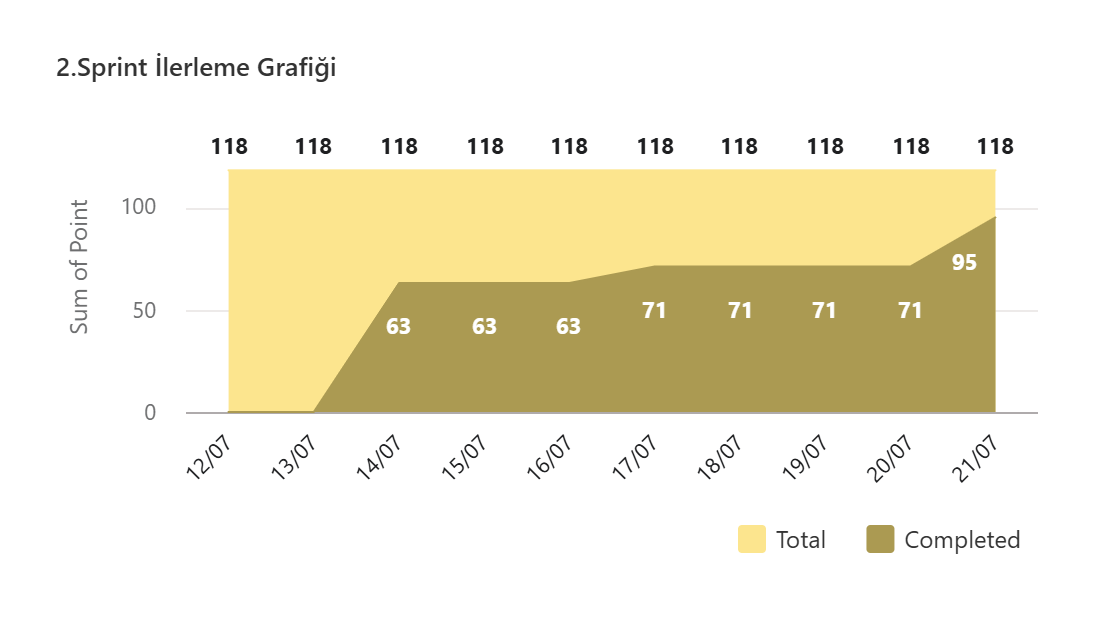 2.Sprint İlerleme Grafiği
118 118 118 118 118 118 118 118 118 118
Sum of Point
100
50
0
63 63 63 71 71 71 71 95
12/07 13/07 14/07 15/07 16/07 17/07 18/07 19/07 20/07 21/07
Total Completed